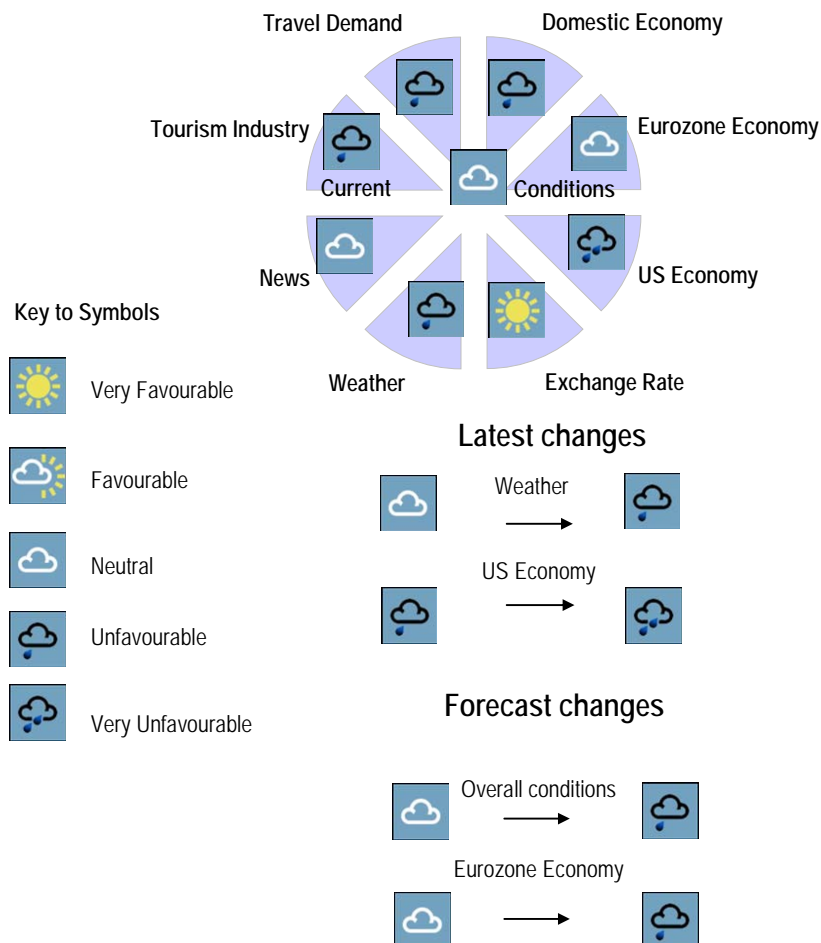 Travel Demand
Domestic Economy
Tourism Industry
Eurozone Economy
Current
Conditions
News
US Economy
Key to Symbols
Weather
Exchange Rate
Very Favourable
Latest changes
Favourable
Weather
Neutral
US Economy
Unfavourable
Very Unfavourable
Forecast changes
Overall conditions
Eurozone Economy